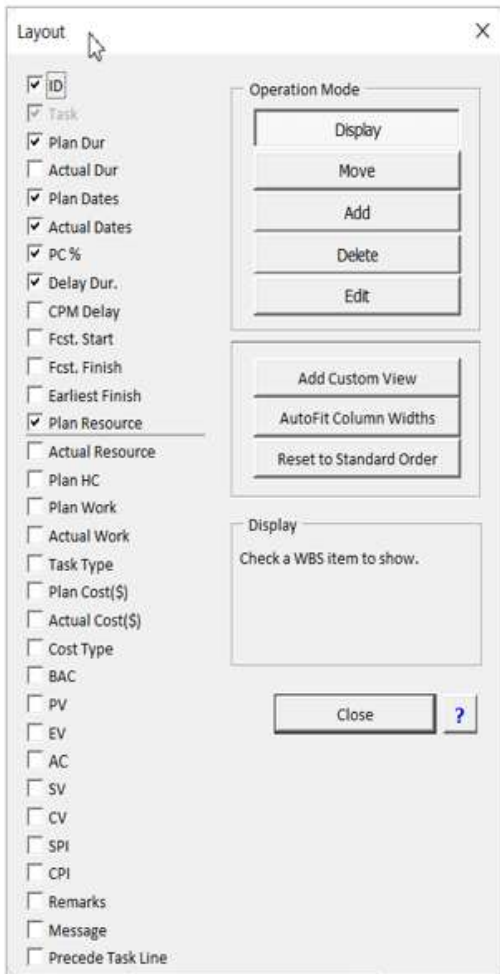 Layout
ID
Task
Plan Dur
Actual Dur
Plan Dates
Actual Dates
PC%
Delay Dur.
CPM Delay
Fcst. Start
Fcst. Finish
Earliest Finish
Plan Resource
Actual Resource
Plan HC
Plan Work
Actual Work
Task Type
Plan Cost($)
Actual Cost($)
Cost Type
BAC
PV
EV
AC
SV
CV
SPI
CPI
Remarks
Message
Precede Task Line
Operation Mode
Display
Move
Add
Delete
Edit
Add Custom View
AutoFit Column Widths
Reset to Standard Order
Display
Check a WBS item to show.
Close
?